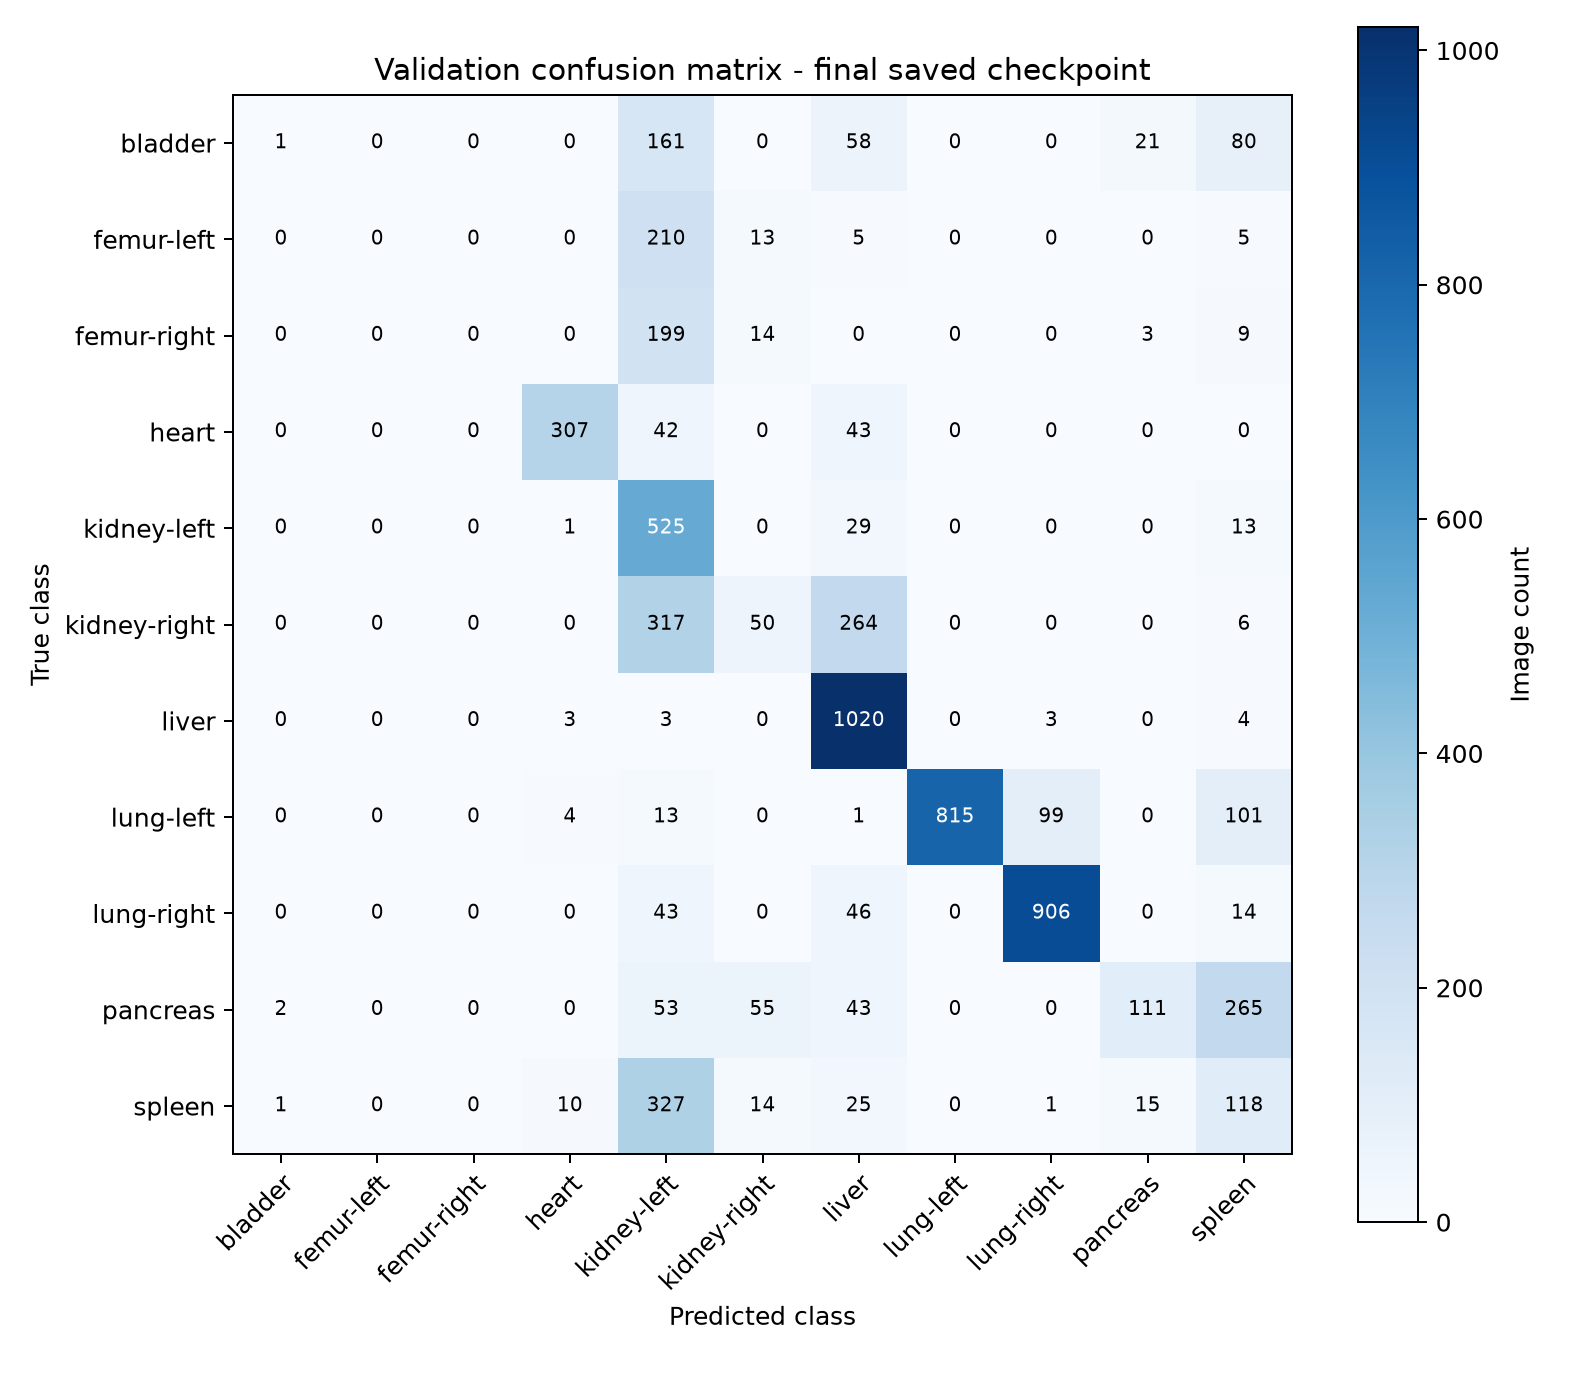 Validation confusion matrix - final saved checkpoint
bladder 1 0 0 0 161 0 58 0 0 21 80
femur-left 0 0 0 0 210 13 5 0 0 0 5
femur-right 0 0 0 0 199 14 0 0 0 3 9
heart 0 0 0 307 42 0 43 0 0 0 0
kidney-left 0 0 0 1 525 0 29 0 0 0 13
kidney-right 0 0 0 0 317 50 264 0 0 0 6
liver 0 0 0 3 3 0 1020 0 3 0 4
lung-left 0 0 0 4 13 0 1 815 99 0 101
lung-right 0 0 0 0 43 0 46 0 906 0 14
pancreas 2 0 0 0 53 55 43 0 0 111 265
spleen 1 0 0 10 327 14 25 0 1 15 118
True class
bladder femur-left femur-right heart kidney-left kidney-right liver lung-left lung-right pancreas spleen
Predicted class
1000
800
600
400
200
0
Image count